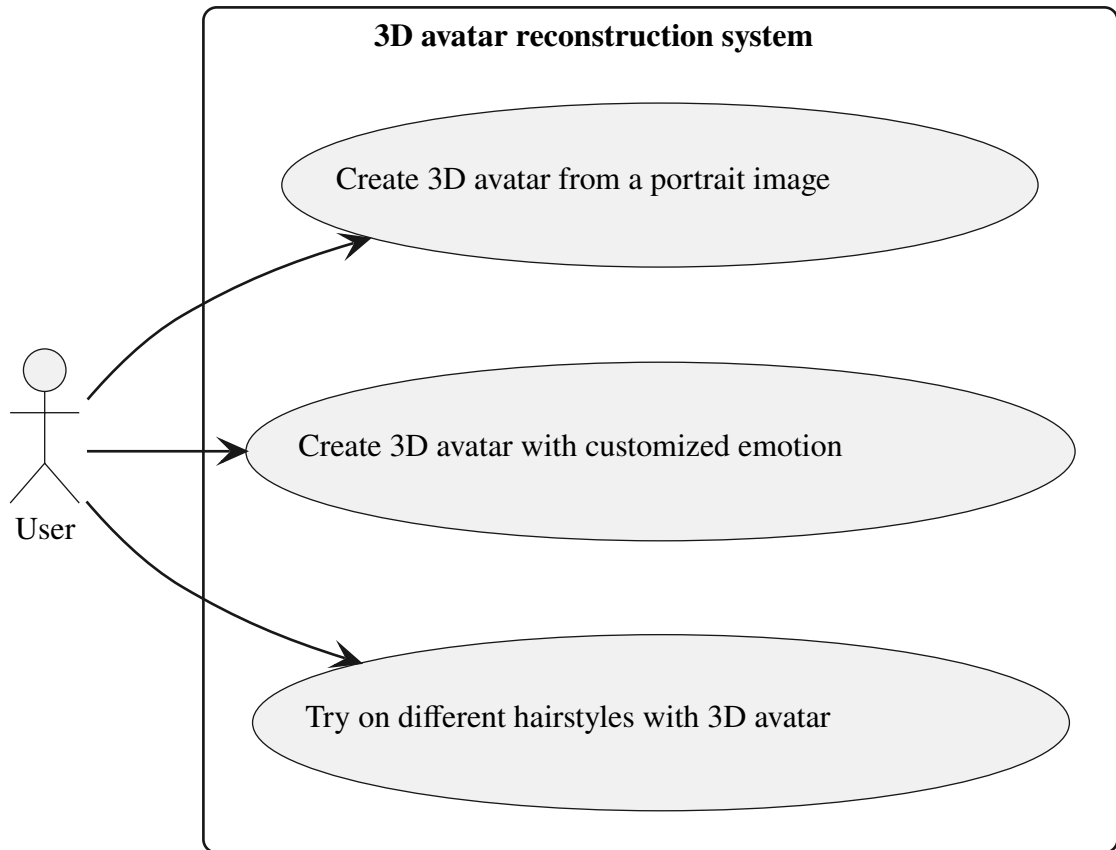 3D avatar reconstruction system
Create 3D avatar from a portrait image
Create 3D avatar with customized emotion
User
Try on different hairstyles with 3D avatar